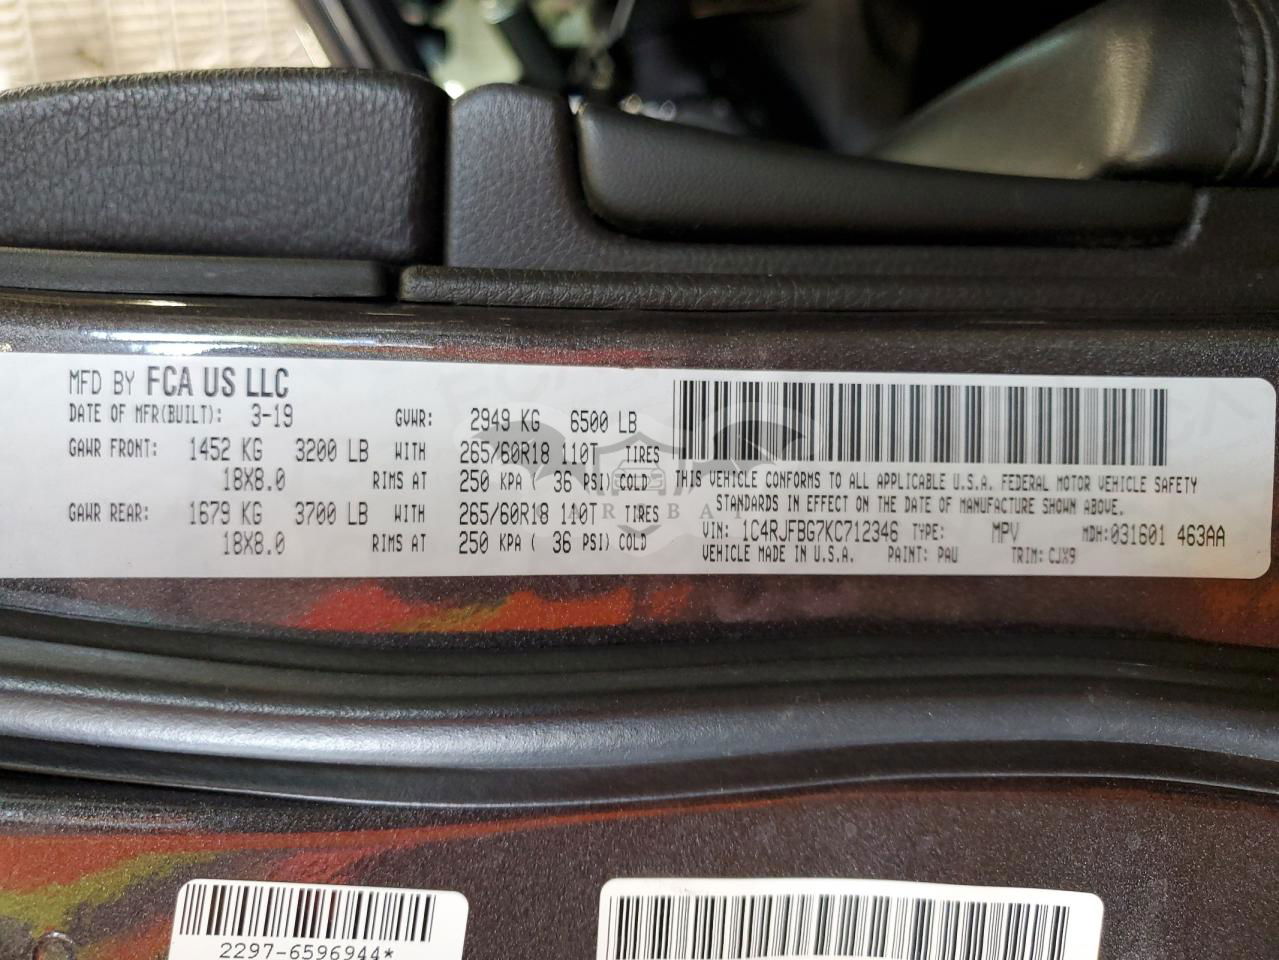 MFD BY FCA US LLC
DATE OF MFR(BUILT): 3-19 GVWR: 2949 KG 6500 LB
GAWR FRONT: 1452 KG 3200 LB WITH 265/60R18 110T TIRES
18X8.0 RIMS AT 250 KPA ( 36 PSI) COLD
GAWR REAR: 1679 KG 3700 LB WITH 265/60R18 110T TIRES
18X8.0 RIMS AT 250 KPA ( 36 PSI) COLD
THIS VEHICLE CONFORMS TO ALL APPLICABLE U.S.A. FEDERAL MOTOR VEHICLE SAFETY
STANDARDS IN EFFECT ON THE DATE OF MANUFACTURE SHOWN ABOVE.
VIN: 1C4RJFBG7KC712346 TYPE: MPV MDH:031601 463AA
VEHICLE MADE IN U.S.A. PAINT: PAU TRIM: CJX9
2297-6596944*